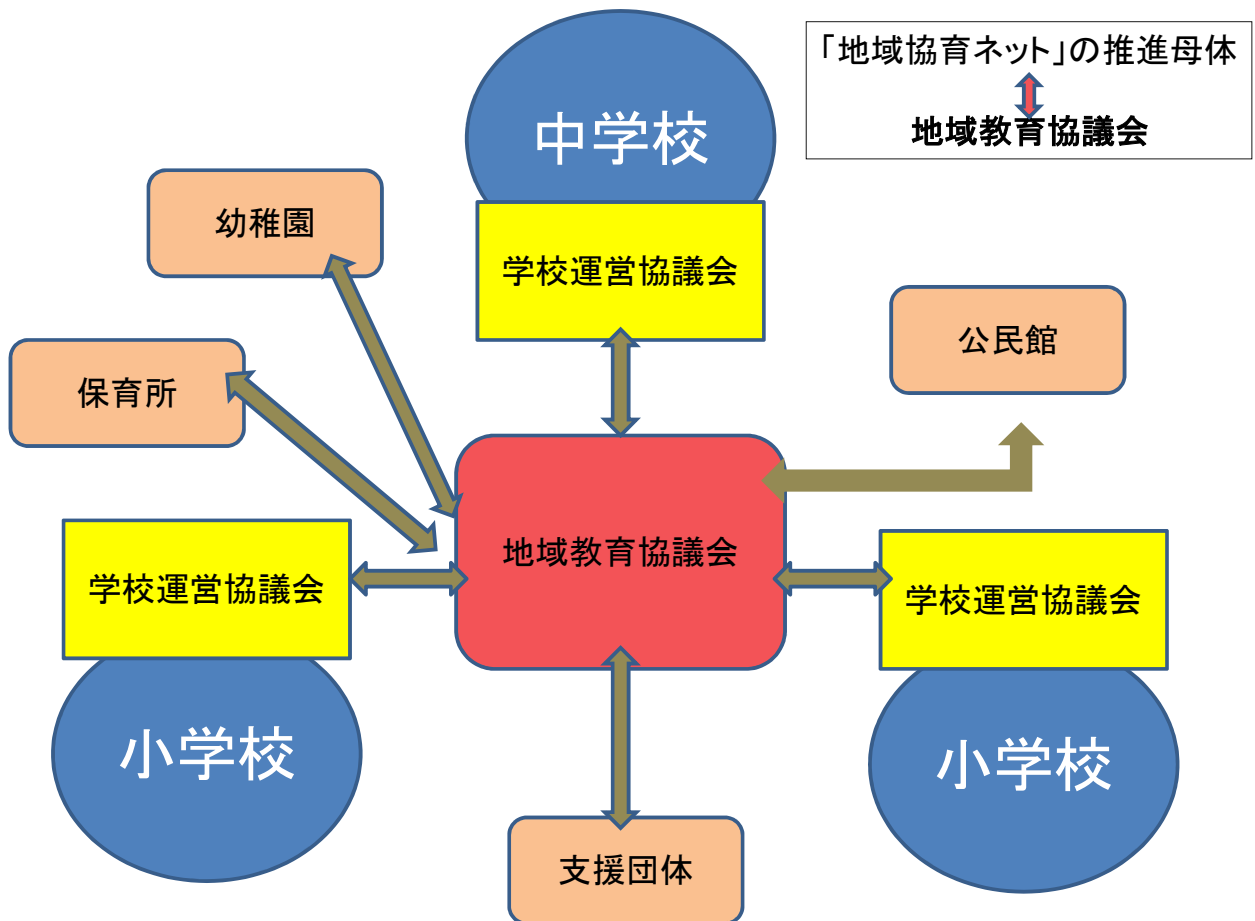 「地域協育ネット」の推進母体
地域教育協議会
中学校
学校運営協議会
幼稚園
公民館
保育所
地域教育協議会
学校運営協議会
学校運営協議会
小学校
小学校
支援団体